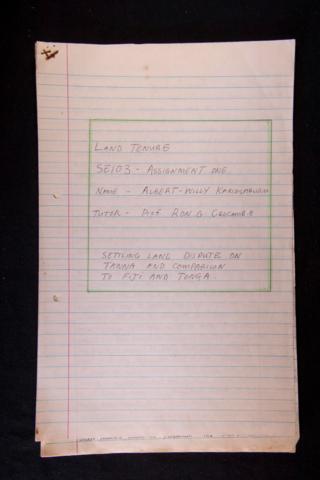 LAND TENURE
SE103 - ASSIGNMENT ONE
NAME - ALBERT-WILLY
TUTOR - Prof RON G CROCOMBE
SETTLING LAND DISPUTE ON
TANNA AND COMPARISON
TO FIJI AND TONGA.